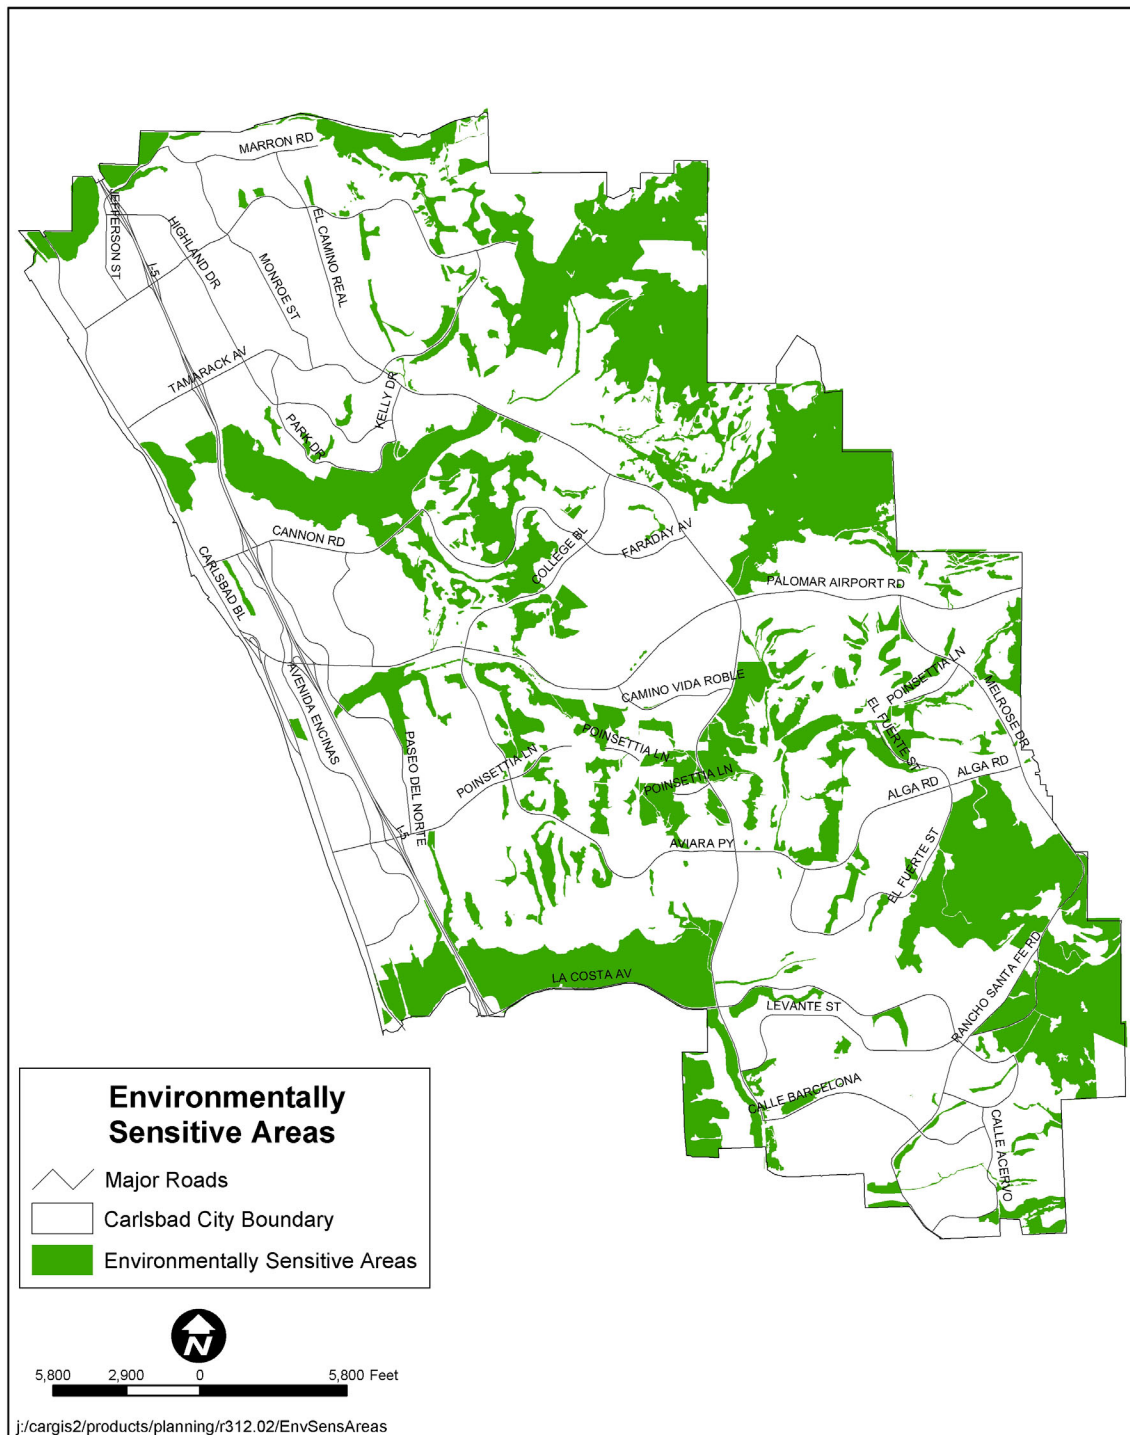 MARRON RD
JEFFERSON ST
HIGHLAND DR
EL CAMINO REAL
MONROE ST
I-5
TAMARACK AV
KELLY DR
PARK DR
CANNON RD
COLLEGE BL
FARADAY AV
CARLSBAD BL
PALOMAR AIRPORT RD
AVENIDA ENCINAS
CAMINO VIDA ROBLE
POINSETTIA LN
EL FUERTE ST
MELROSE DR
PASEO DEL NORTE
POINSETTIA LN
POINSETTIA LN
POINSETTIA LN
ALGA RD
ALGA RD
I-5
AVIARA PY
EL FUERTE ST
RANCHO SANTA FE RD
LA COSTA AV
LEVANTE ST
CALLE BARCELONA
CALLE ACERVO
Environmentally
Sensitive Areas
Major Roads
Carlsbad City Boundary
Environmentally Sensitive Areas
N
5,800 2,900 0 5,800 Feet
j:/cargis2/products/planning/r312.02/EnvSensAreas